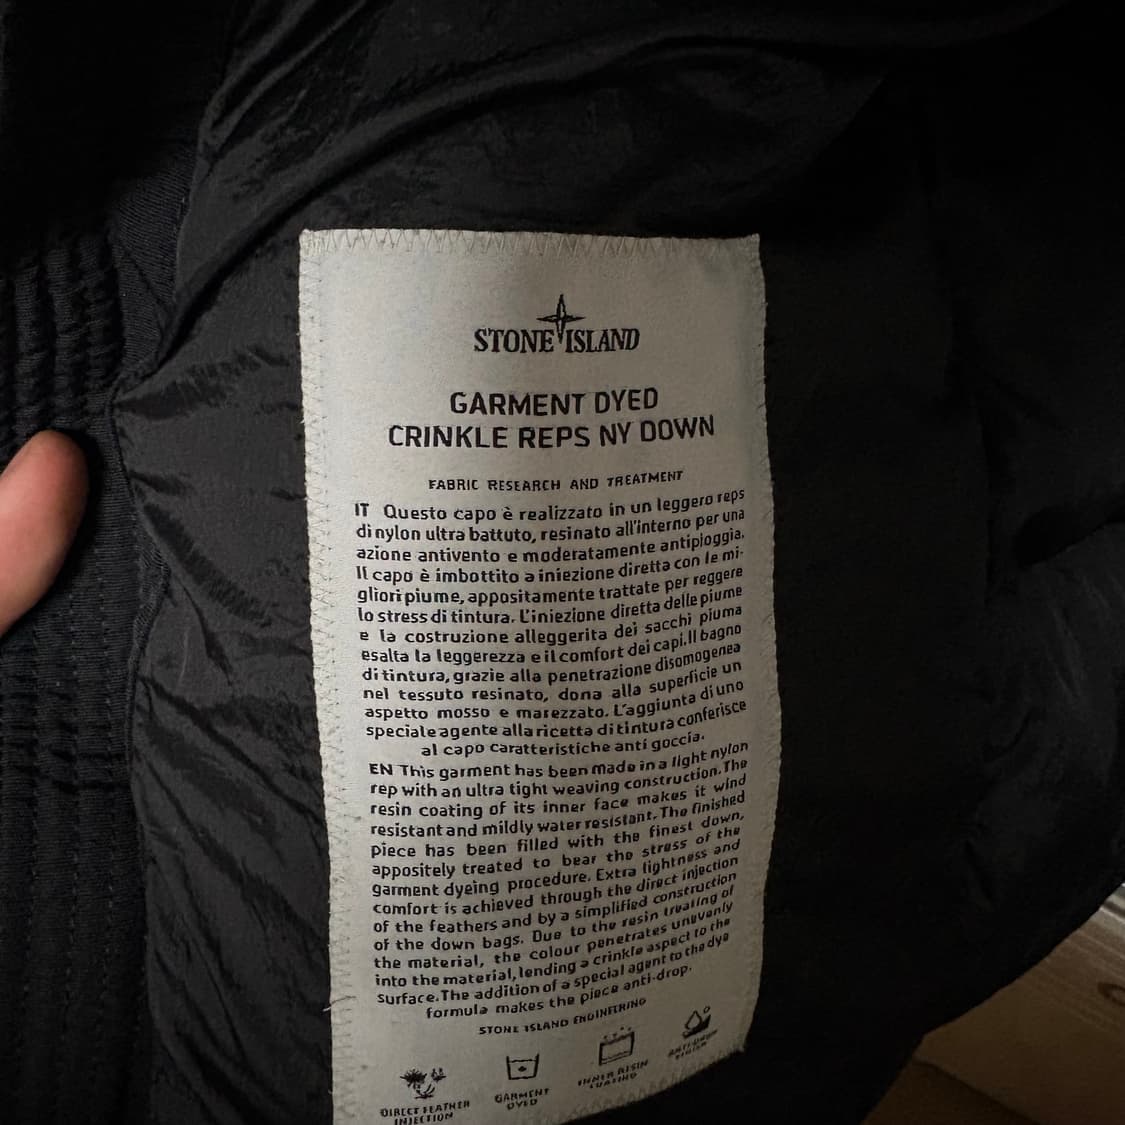 STONE ISLAND
GARMENT DYED
CRINKLE REPS NY DOWN
FABRIC RESEARCH AND TREATMENT
IT Questo capo è realizzato in un leggero reps
di nylon ultra battuto, resinato all'interno per una
azione antivento e moderatamente antipioggia.
Il capo è imbottito a iniezione diretta con le mi-
gliori piume, appositamente trattate per reggere
lo stress di tintura. L'iniezione diretta delle piume
e la costruzione alleggerita dei sacchi piuma
esalta la leggerezza e il comfort dei capi. Il bagno
di tintura, grazie alla penetrazione disomogenea
nel tessuto resinato, dona alla superficie un
aspetto mosso e marezzato. L'aggiunta di uno
speciale agente alla ricetta di tintura conferisce
al capo caratteristiche anti goccia.
EN This garment has been made in a light nylon
rep with an ultra tight weaving construction. The
resin coating of its inner face makes it wind
resistant and mildly water resistant. The finished
piece has been filled with the finest down,
appositely treated to bear the stress of the
garment dyeing procedure. Extra lightness and
comfort is achieved through the direct injection
of the feathers and by a simplified construction
of the down bags. Due to the resin treating of
the material, the colour penetrates unevenly
into the material, lending a crinkle aspect to the
surface. The addition of a special agent to the dye
formula makes the piece anti-drop.
STONE ISLAND ENGINEERING
DIRECT FEATHER
INJECTION
GARMENT
DYED
INNER RESIN
COATING
ANTI-DROP
FINISH